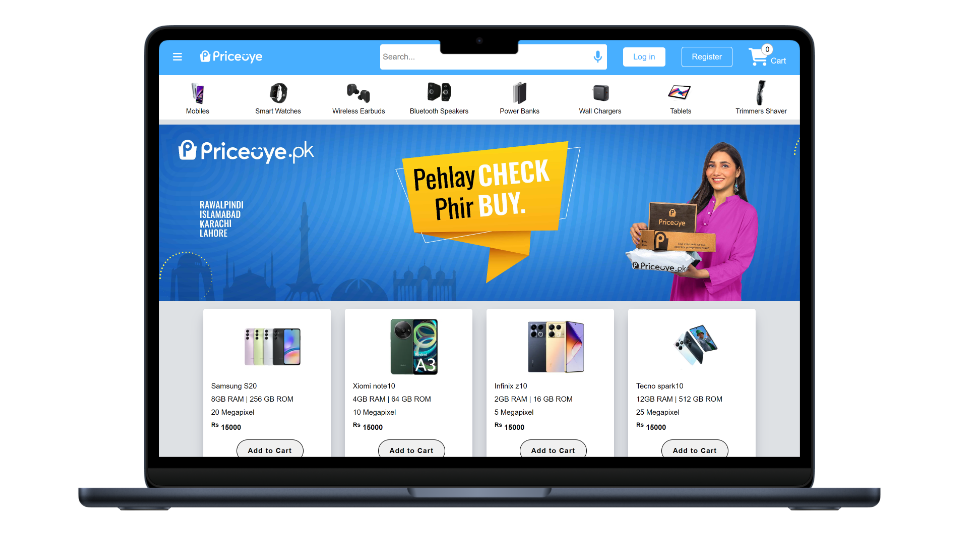 Priceoye
Search...
Log in
Register
0
Cart
Mobiles
Smart Watches
Wireless Earbuds
Bluetooth Speakers
Power Banks
Wall Chargers
Tablets
Trimmers Shaver
Priceoye.pk
RAWALPINDI
ISLAMABAD
KARACHI
LAHORE
Pehlay CHECK
Phir BUY.
Priceoye
Priceoye.pk
A3
Samsung S20
8GB RAM | 256 GB ROM
20 Megapixel
Rs 15000
Add to Cart
Xiomi note10
4GB RAM | 64 GB ROM
10 Megapixel
Rs 15000
Add to Cart
Infinix z10
2GB RAM | 16 GB ROM
5 Megapixel
Rs 15000
Add to Cart
Tecno spark10
12GB RAM | 512 GB ROM
25 Megapixel
Rs 15000
Add to Cart